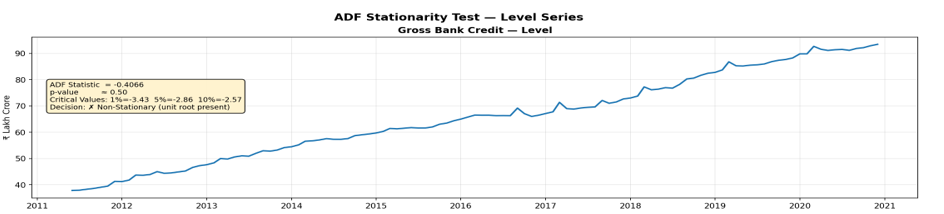 ADF Stationarity Test — Level Series
Gross Bank Credit — Level
ADF Statistic = -0.4066
p-value ≈ 0.50
Critical Values: 1%=-3.43 5%=-2.86 10%=-2.57
Decision: ✗ Non-Stationary (unit root present)
₹ Lakh Crore
90
80
70
60
50
40
2011 2012 2013 2014 2015 2016 2017 2018 2019 2020 2021